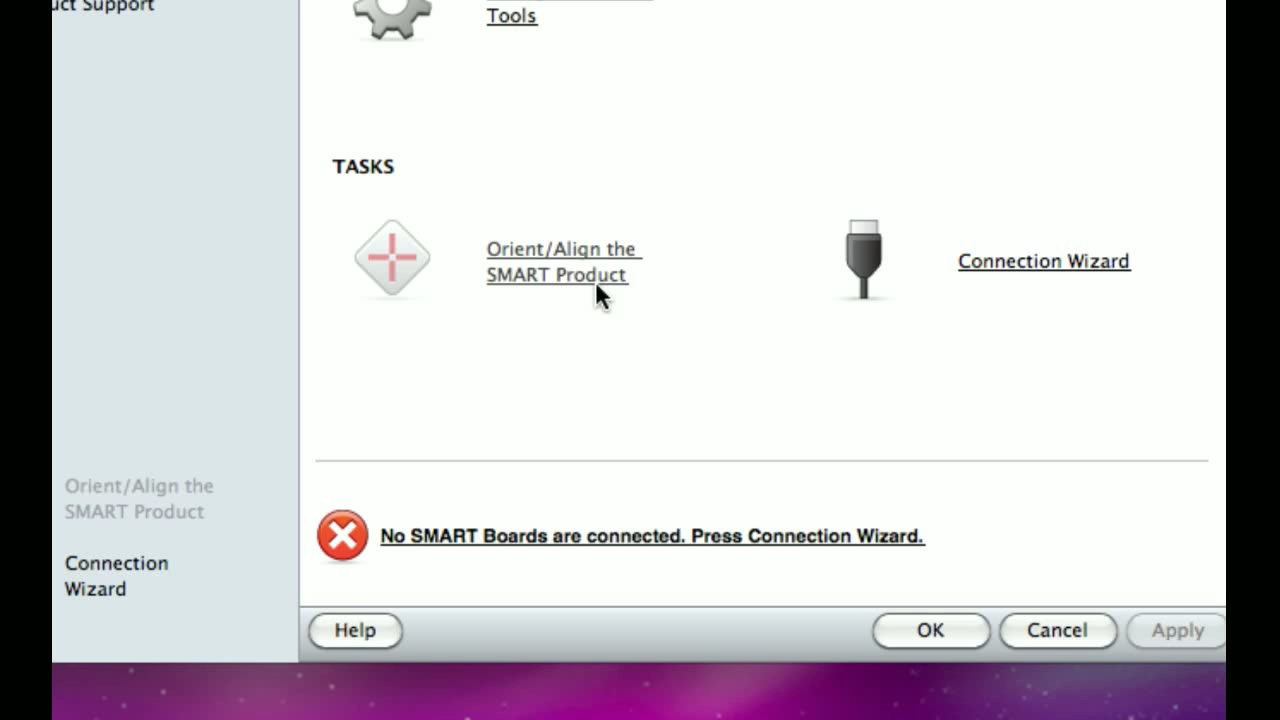 Support
Tools
TASKS
Orient/Align the
SMART Product
Connection Wizard
Orient/Align the
SMART Product
Connection
Wizard
No SMART Boards are connected. Press Connection Wizard.
Help
OK
Cancel
Apply